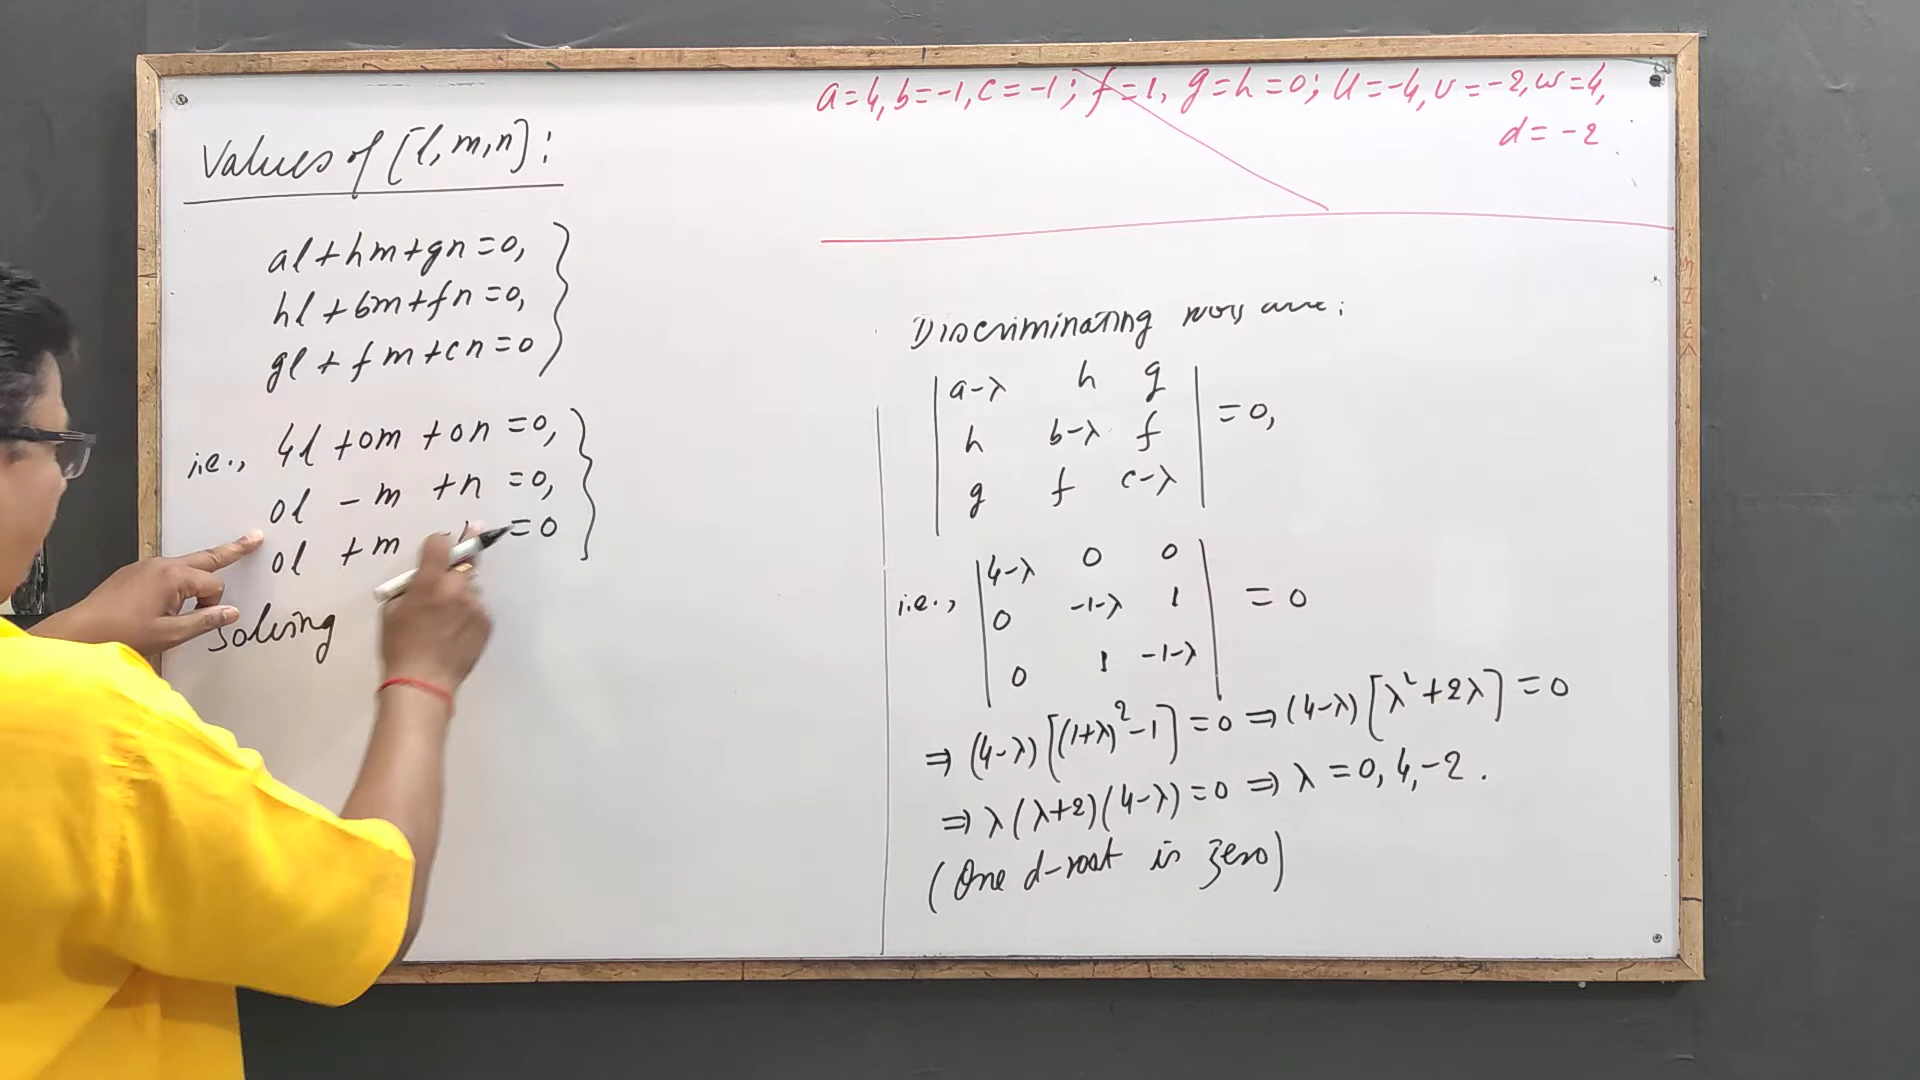 a=4, b=-1, c=-1; f=1, g=h=0; u=-4, v=-2, w=4,
d=-2
Values of [l,m,n]:
al+hm+gn=0,
hl+bm+fn=0,
gl+fm+cn=0
i.e., 4l+0m+0n=0,
0l -m +n=0,
0l +m =0
Solving
Discriminating are:
a-λ h g
h b-λ f =0,
g f c-λ
4-λ 0 0
i.e., 0 -1-λ 1 =0
0 1 -1-λ
⇒ (4-λ)[(1+λ)²-1]=0 ⇒ (4-λ)[λ²+2λ]=0
⇒ λ(λ+2)(4-λ)=0 ⇒ λ=0,4,-2.
(One d-root is zero)